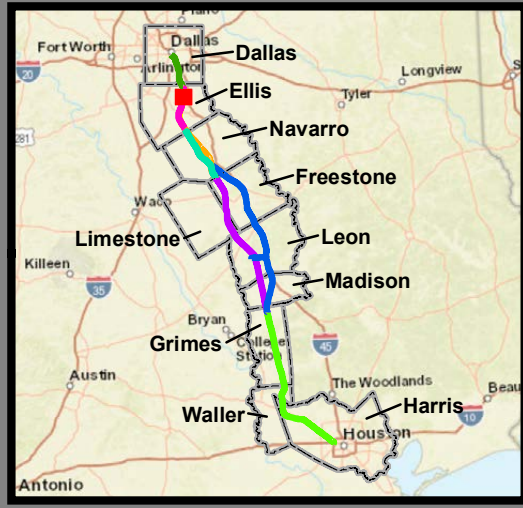 Plano
Fort Worth
Dallas
Dallas
Arlington
20
Longview
Ellis
Tyler
281
Navarro
Freestone
Waco
Limestone
Leon
Killeen
35
Madison
Bryan
Grimes
College
Station
45
Austin
The Woodlands
Waller
Harris
Beau
10
Houston
Antonio